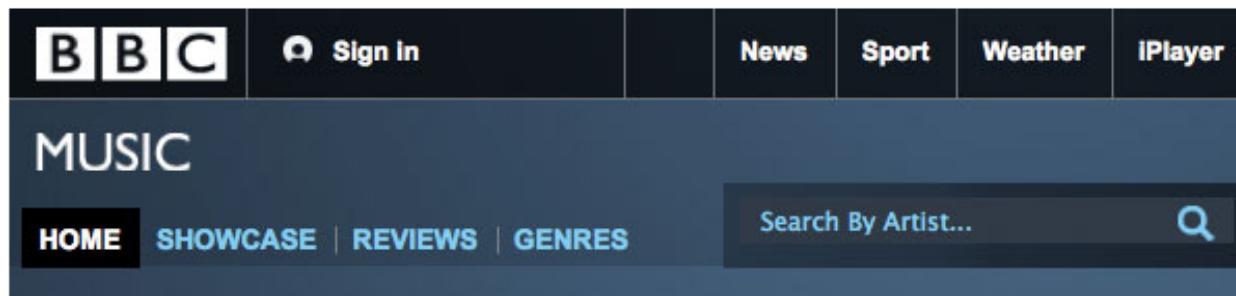 BBC Sign in News Sport Weather iPlayer
MUSIC
HOME SHOWCASE | REVIEWS | GENRES Search By Artist...